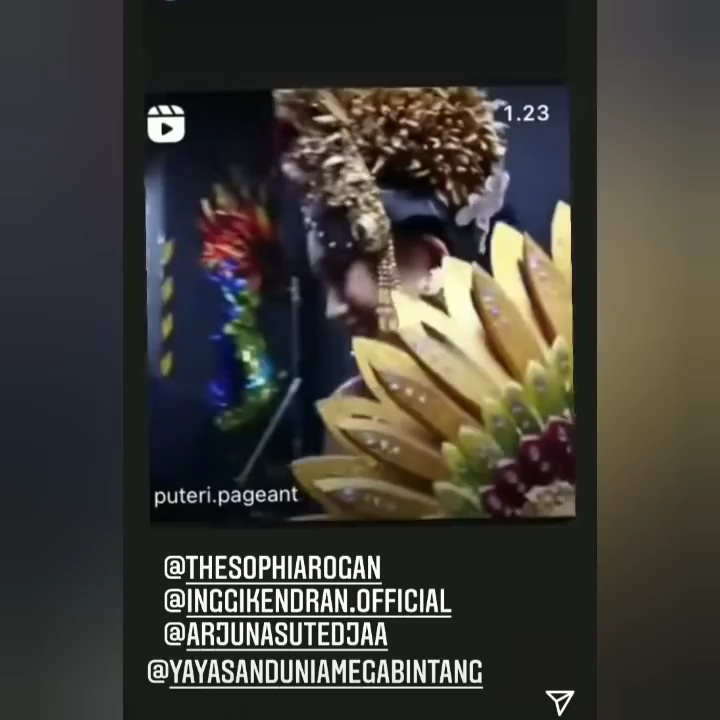 1.23
puteri.pageant
@THESOPHIAROGAN
@INGGIKENDRAN.OFFICIAL
@ARJUNASUTEDJAA
@YAYASANDUNIAMEGABINTANG